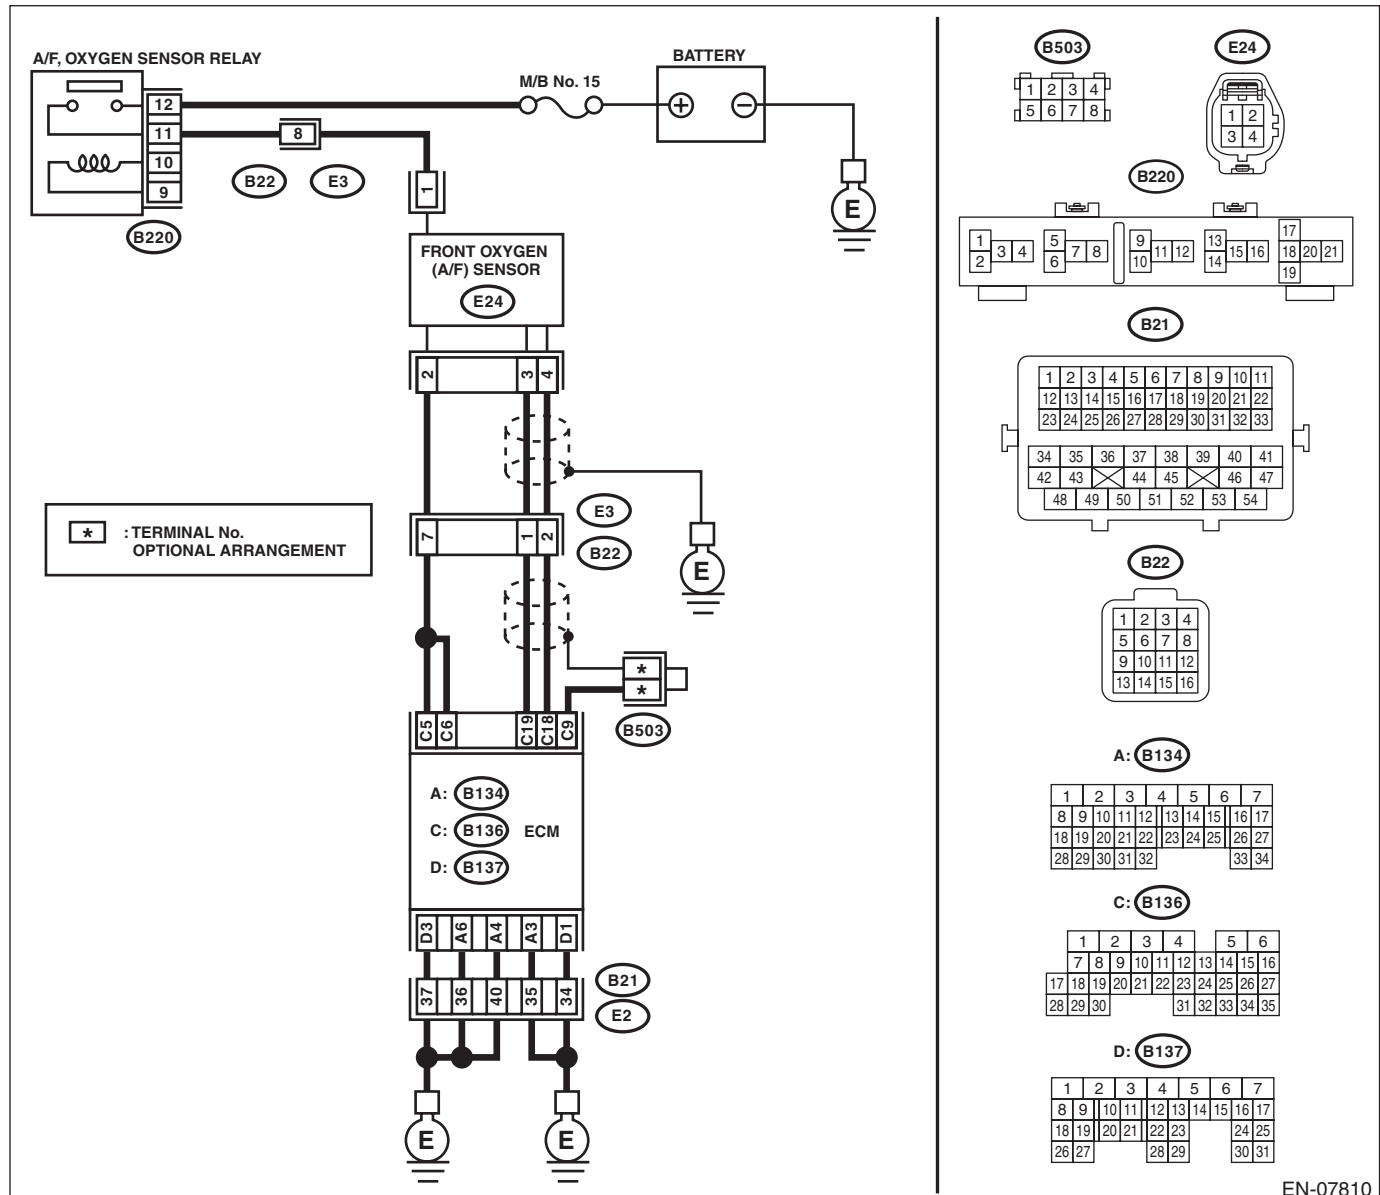 A/F, OXYGEN SENSOR RELAY
BATTERY
M/B No. 15
12
11
10
9
8
B22
E3
B220
1
E
FRONT OXYGEN
(A/F) SENSOR
E24
2 3 4
E3
B22
7 1 2
E
* : TERMINAL No.
OPTIONAL ARRANGEMENT
*
*
B503
C5 C6 C19 C18 C9
A: B134
C: B136 ECM
D: B137
D3 A6 A4 A3 D1
37 36 40 35 34
B21
E2
E E
B503
1 2 3 4
5 6 7 8
E24
1 2
3 4
B220
1 2 3 4 5 6 7 8 9 10 11 12 13 14 15 16 17 18 19 20 21
B21
1 2 3 4 5 6 7 8 9 10 11
12 13 14 15 16 17 18 19 20 21 22
23 24 25 26 27 28 29 30 31 32 33
34 35 36 37 38 39 40 41
42 43 44 45 46 47
48 49 50 51 52 53 54
B22
1 2 3 4
5 6 7 8
9 10 11 12
13 14 15 16
A: B134
1 2 3 4 5 6 7
8 9 10 11 12 13 14 15 16 17
18 19 20 21 22 23 24 25 26 27
28 29 30 31 32 33 34
C: B136
1 2 3 4 5 6
7 8 9 10 11 12 13 14 15 16
17 18 19 20 21 22 23 24 25 26 27
28 29 30 31 32 33 34 35
D: B137
1 2 3 4 5 6 7
8 9 10 11 12 13 14 15 16 17
18 19 20 21 22 23 24 25
26 27 28 29 30 31
EN-07810